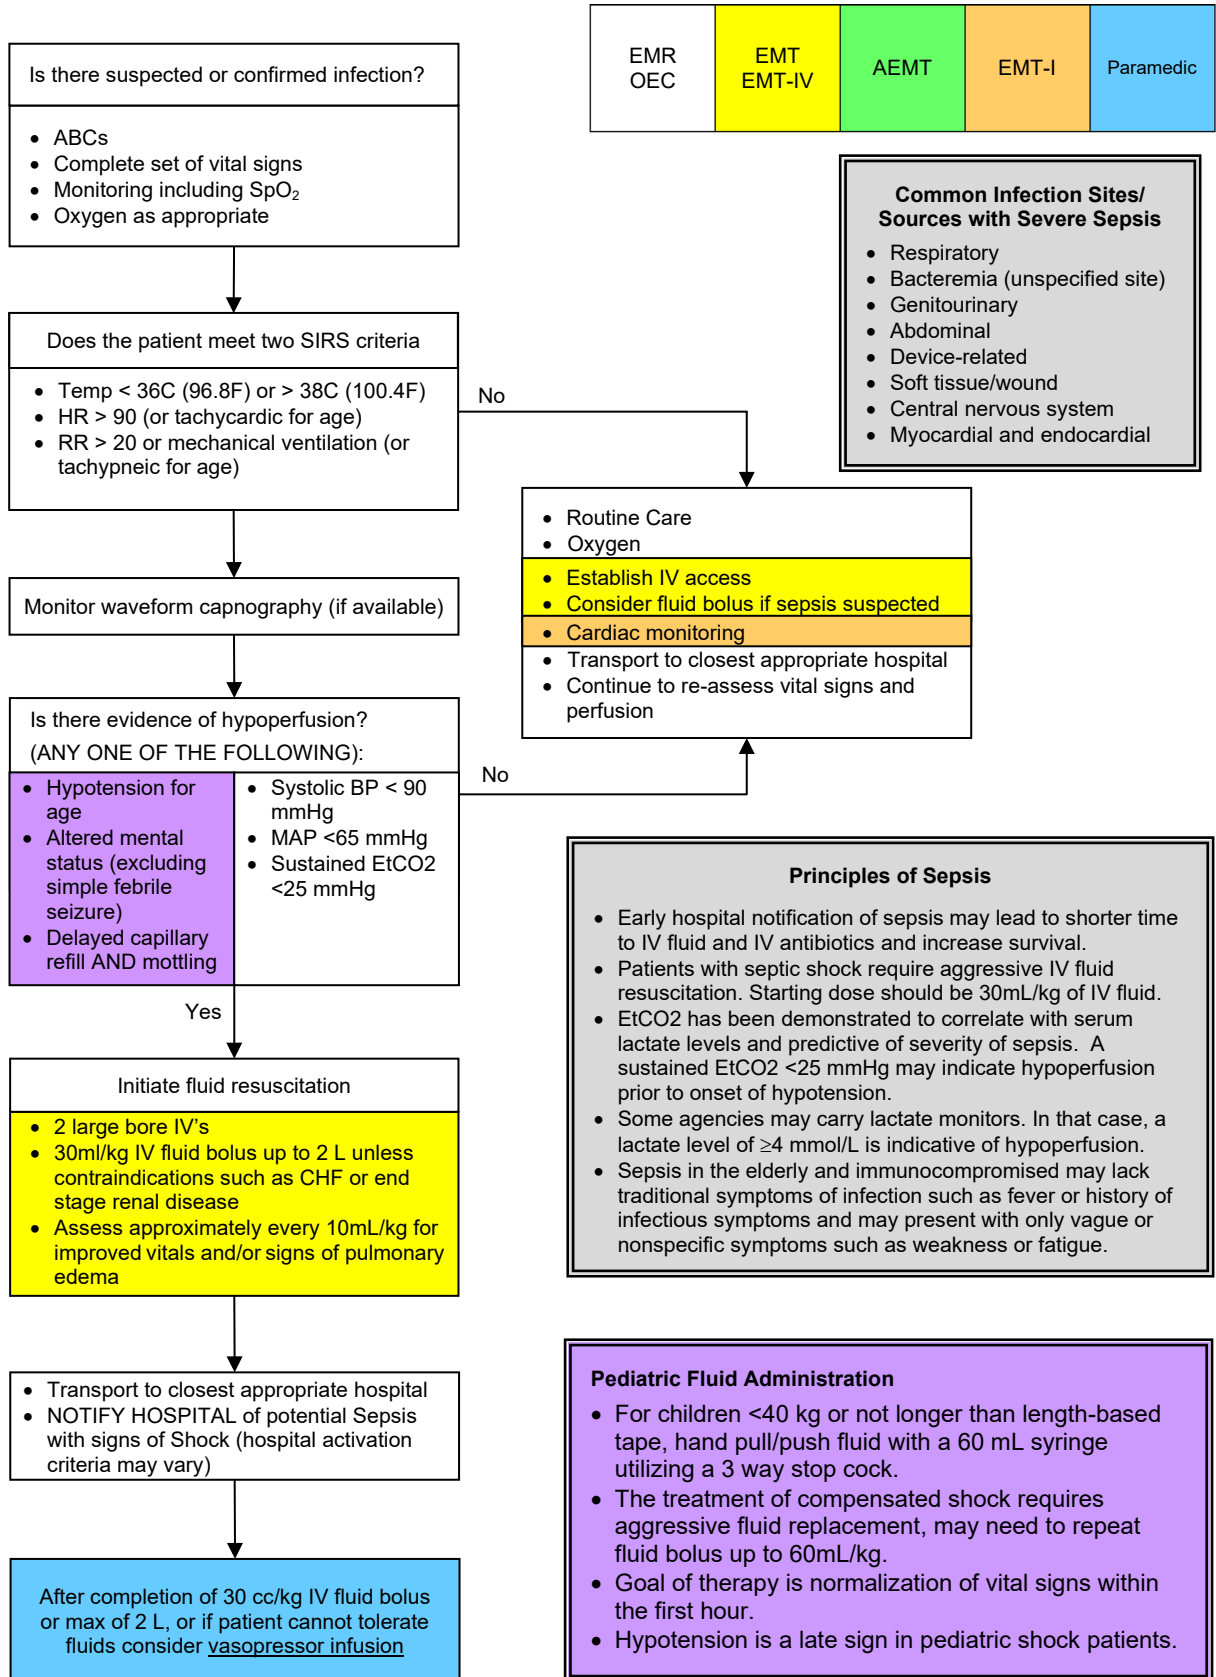 Is there suspected or confirmed infection?
• ABCs
• Complete set of vital signs
• Monitoring including SpO2
• Oxygen as appropriate
EMR
OEC
EMT
EMT-IV
AEMT
EMT-I
Paramedic
Common Infection Sites/
Sources with Severe Sepsis
• Respiratory
• Bacteremia (unspecified site)
• Genitourinary
• Abdominal
• Device-related
• Soft tissue/wound
• Central nervous system
• Myocardial and endocardial
Does the patient meet two SIRS criteria
• Temp < 36C (96.8F) or > 38C (100.4F)
• HR > 90 (or tachycardic for age)
• RR > 20 or mechanical ventilation (or
tachypneic for age)
No
• Routine Care
• Oxygen
• Establish IV access
• Consider fluid bolus if sepsis suspected
• Cardiac monitoring
• Transport to closest appropriate hospital
• Continue to re-assess vital signs and
perfusion
Monitor waveform capnography (if available)
Is there evidence of hypoperfusion?
(ANY ONE OF THE FOLLOWING):
• Hypotension for
age
• Altered mental
status (excluding
simple febrile
seizure)
• Delayed capillary
refill AND mottling
• Systolic BP < 90
mmHg
• MAP <65 mmHg
• Sustained EtCO2
<25 mmHg
No
Yes
Initiate fluid resuscitation
• 2 large bore IV's
• 30ml/kg IV fluid bolus up to 2 L unless
contraindications such as CHF or end
stage renal disease
• Assess approximately every 10mL/kg for
improved vitals and/or signs of pulmonary
edema
• Transport to closest appropriate hospital
• NOTIFY HOSPITAL of potential Sepsis
with signs of Shock (hospital activation
criteria may vary)
After completion of 30 cc/kg IV fluid bolus
or max of 2 L, or if patient cannot tolerate
fluids consider vasopressor infusion
Principles of Sepsis
• Early hospital notification of sepsis may lead to shorter time
to IV fluid and IV antibiotics and increase survival.
• Patients with septic shock require aggressive IV fluid
resuscitation. Starting dose should be 30mL/kg of IV fluid.
• EtCO2 has been demonstrated to correlate with serum
lactate levels and predictive of severity of sepsis.  A
sustained EtCO2 <25 mmHg may indicate hypoperfusion
prior to onset of hypotension.
• Some agencies may carry lactate monitors. In that case, a
lactate level of ≥4 mmol/L is indicative of hypoperfusion.
• Sepsis in the elderly and immunocompromised may lack
traditional symptoms of infection such as fever or history of
infectious symptoms and may present with only vague or
nonspecific symptoms such as weakness or fatigue.
Pediatric Fluid Administration
• For children <40 kg or not longer than length-based
tape, hand pull/push fluid with a 60 mL syringe
utilizing a 3 way stop cock.
• The treatment of compensated shock requires
aggressive fluid replacement, may need to repeat
fluid bolus up to 60mL/kg.
• Goal of therapy is normalization of vital signs within
the first hour.
• Hypotension is a late sign in pediatric shock patients.